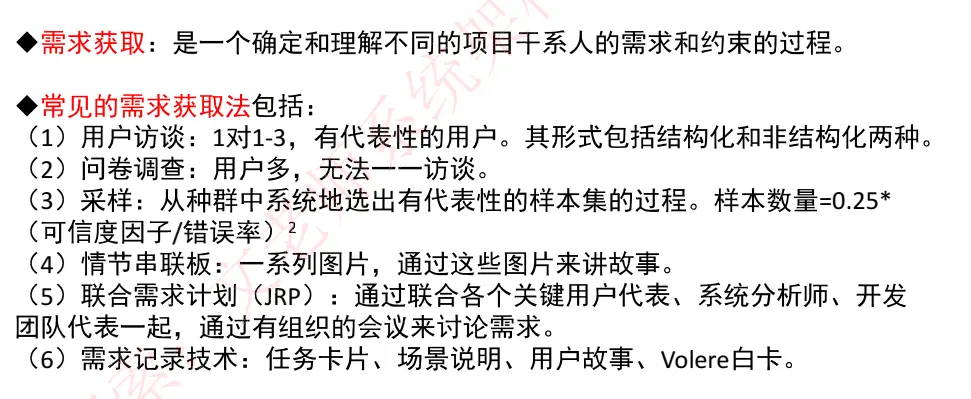 ◆需求获取：是一个确定和理解不同的项目干系人的需求和约束的过程。
◆常见的需求获取法包括：
（1）用户访谈：1对1-3，有代表性的用户。其形式包括结构化和非结构化两种。
（2）问卷调查：用户多，无法一一访谈。
（3）采样：从种群中系统地选出有代表性的样本集的过程。样本数量=0.25*
（可信度因子/错误率）²
（4）情节串联板：一系列图片，通过这些图片来讲故事。
（5）联合需求计划（JRP）：通过联合各个关键用户代表、系统分析师、开发
团队代表一起，通过有组织的会议来讨论需求。
（6）需求记录技术：任务卡片、场景说明、用户故事、Volere白卡。